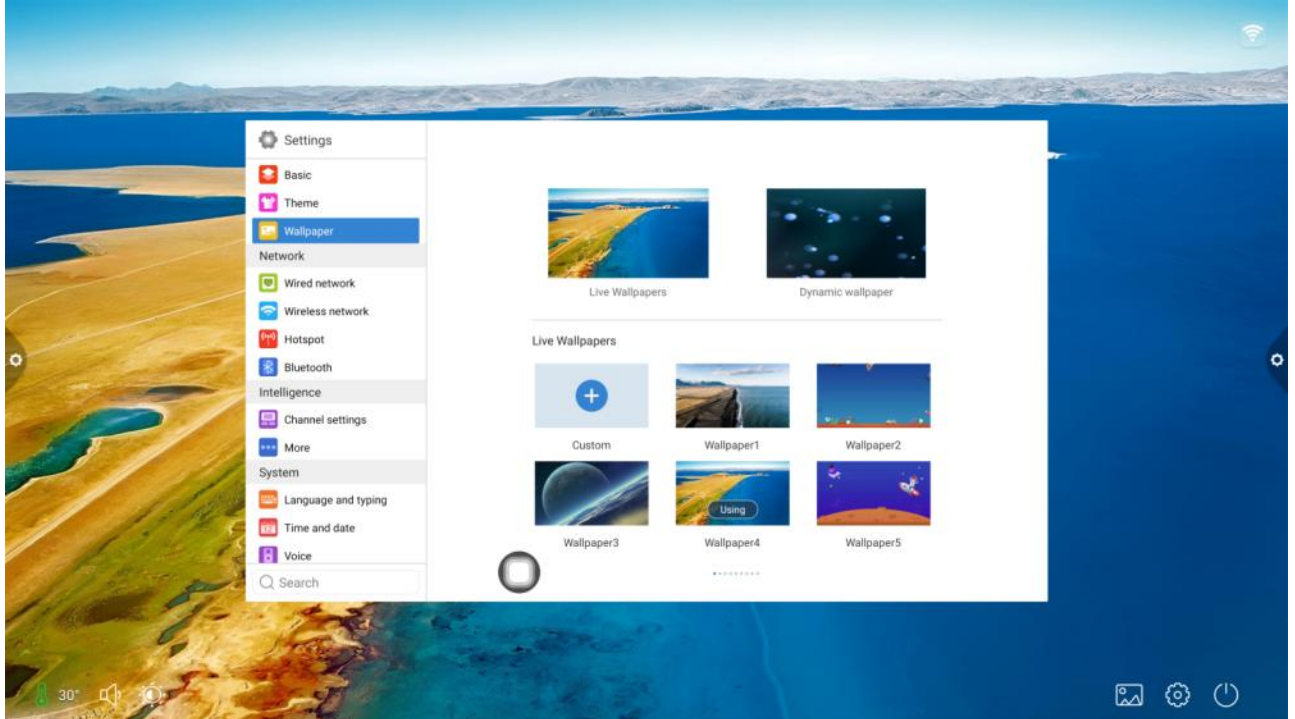 Settings
Basic
Theme
Wallpaper
Network
Wired network
Wireless network
Hotspot
Bluetooth
Intelligence
Channel settings
More
System
Language and typing
12
Time and date
Voice
Search
Live Wallpapers
Dynamic wallpaper
Live Wallpapers
Custom
Wallpaper1
Wallpaper2
Using
Wallpaper3
Wallpaper4
Wallpaper5
30°